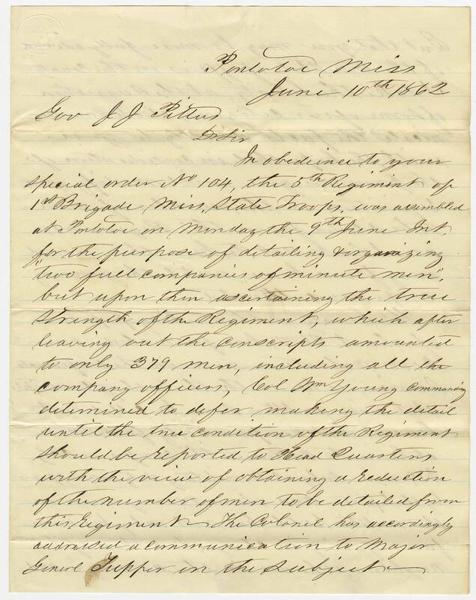 Pontotoc Miss
June 10th 1862
Gov J J Pettus
Dr Sir
In obedience to your
special order No 104, the 5th Regiment of
1st Brigade Miss, State Troops, was assembled
at Pontotoc on Monday the 9th June Int
for the purpose of detailing & organizing
"two full companies of minute men",
but upon then ascertaining the true
strength of the Regiment, which after
leaving out the conscripts amounted
to only 379 men, including all the
company officers, Col Wm Young commanding
determined to defer making the detail
until the true condition of the Regiment
should be reported to Head Quarters
with the view of obtaining a reduction
of the number of men to be detailed from
this Regiment. The Colonel has accordingly
addressed a communication to Major
Genrl Tupper on the subject